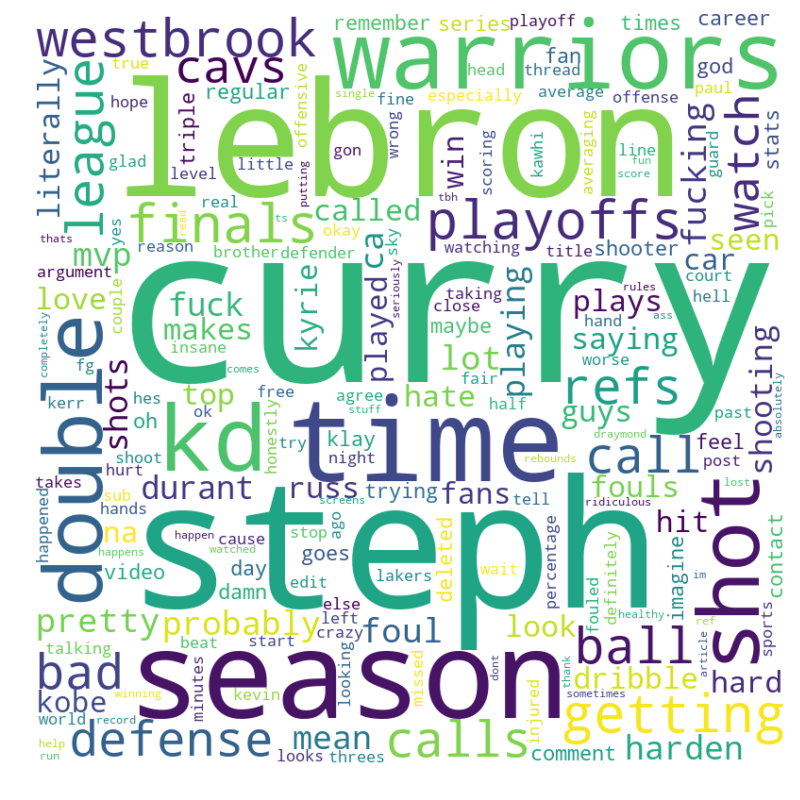 westbrook
remember
series
playoff
times
career
cavs
warriors
fan
god
true
regular
head
thread
paul
league
literally
hope
triple
lebron
single
fine
especially
average
offense
offensive
wrong
glad
level
little
gon
putting
tbh
win
scoring
kawhi
averaging
line
fun
score
guard
fucking
watch
stats
pick
finals
real
called
okay
ts
read
sky
playoffs
seen
thats
yes
mvp
reason
brother
defender
ca
watching
title
shooter
court
car
argument
couple
love
fuck
kyrie
curry
played
seriously
taking
close
playing
plays
rules
hell
completely
makes
insane
maybe
hand
ass
saying
worse
fg
hes
comes
lot
refs
shooting
absolutely
double
kerr
oh
top
free
ok
agree
stuff
hate
fair
half
guys
past
shots
shoot
kd
honestly
try
time
klay
night
draymond
call
feel
post
takes
hurt
durant
russ
trying
fans
tell
rebounds
fouls
ridiculous
lost
happened
sub
hands
na
happen
cause
steph
screens
ago
stop
hit
shot
contact
happens
video
watched
goes
day
damn
edit
lakers
deleted
wait
percentage
fouled
definitely
imagine
im
healthy
ref
sports
pretty
probably
else
left
crazy
foul
look
talking
beat
start
season
looking
missed
ball
article
bad
kobe
winning
minutes
kevin
dont
injured
thank
dribble
sometimes
hard
world
record
getting
help
run
defense
looks
mean
threes
calls
comment
harden